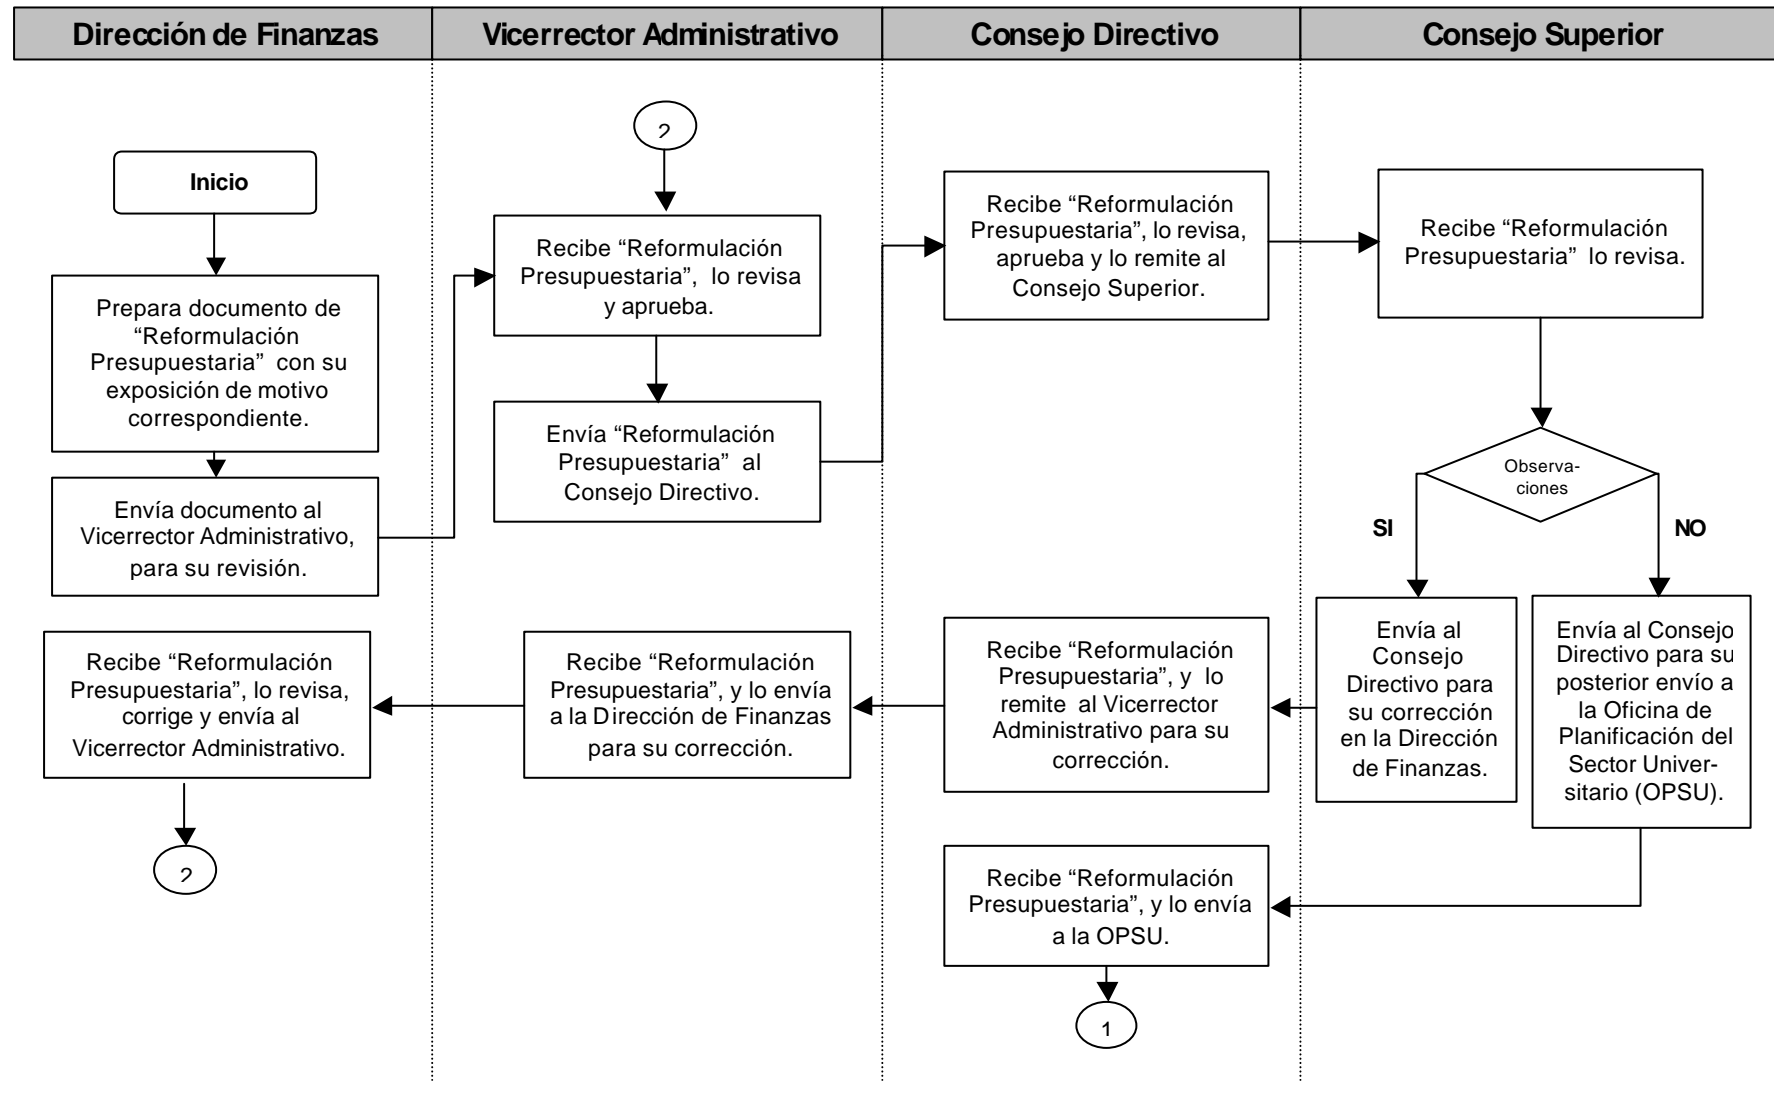 Dirección de Finanzas
Vicerrector Administrativo
Consejo Directivo
Consejo Superior
Inicio
Prepara documento de
“Reformulación
Presupuestaria” con su
exposición de motivo
correspondiente.
Envía documento al
Vicerrector Administrativo,
para su revisión.
2
Recibe “Reformulación
Presupuestaria”, lo revisa
y aprueba.
Envía “Reformulación
Presupuestaria” al
Consejo Directivo.
Recibe “Reformulación
Presupuestaria”, lo revisa,
aprueba y lo remite al
Consejo Superior.
Recibe “Reformulación
Presupuestaria” lo revisa.
Observa-
ciones
SI
NO
Envía al
Consejo
Directivo para
su corrección
en la Dirección
de Finanzas.
Envía al Consejo
Directivo para su
posterior envío a
la Oficina de
Planificación del
Sector Univer-
sitario (OPSU).
Recibe “Reformulación
Presupuestaria”, y lo
remite al Vicerrector
Administrativo para su
corrección.
Recibe “Reformulación
Presupuestaria”, y lo envía
a la Dirección de Finanzas
para su corrección.
Recibe “Reformulación
Presupuestaria”, lo revisa,
corrige y envía al
Vicerrector Administrativo.
2
Recibe “Reformulación
Presupuestaria”, y lo envía
a la OPSU.
1